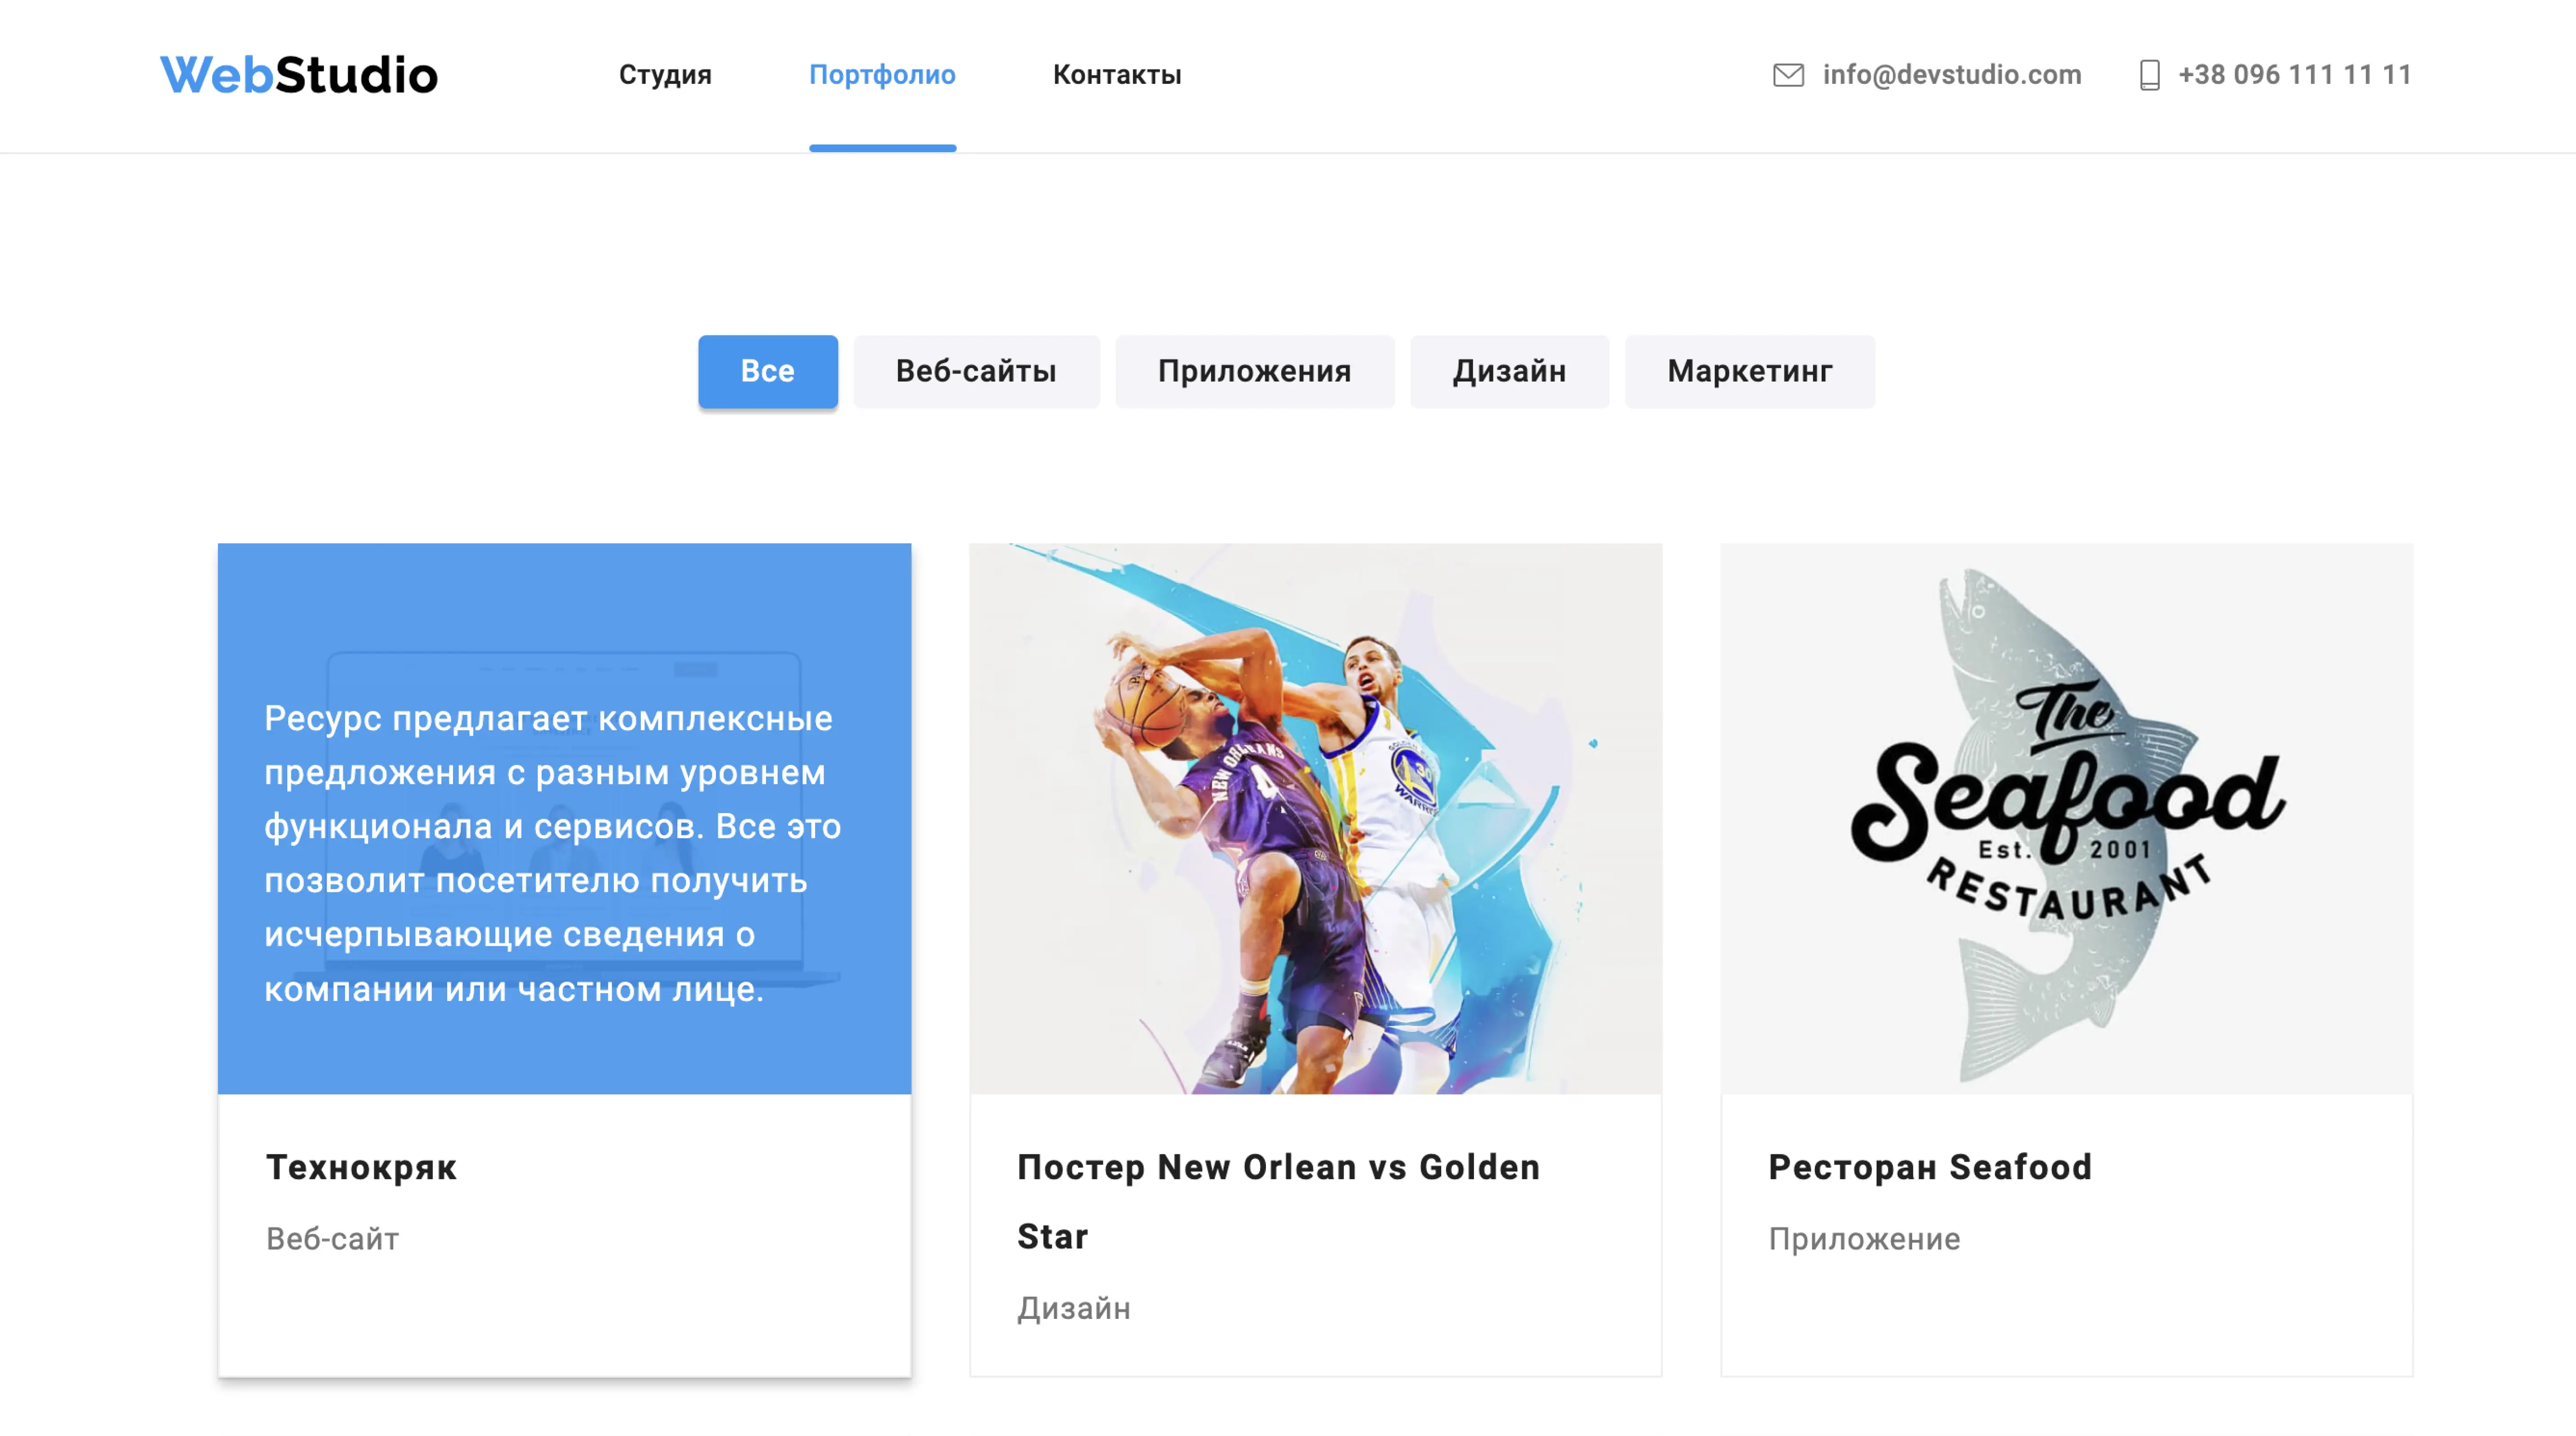 WebStudio
Студия
Портфолио
Контакты
info@devstudio.com
+38 096 111 11 11
Все
Веб-сайты
Приложения
Дизайн
Маркетинг
Ресурс предлагает комплексные
предложения с разным уровнем
функционала и сервисов. Все это
позволит посетителю получить
исчерпывающие сведения о
компании или частном лице.
Технокряк
Веб-сайт
NEW ORLEANS
4
30
Постер New Orlean vs Golden
Star
Дизайн
The
Seafood
Est. 2001
RESTAURANT
Ресторан Seafood
Приложение